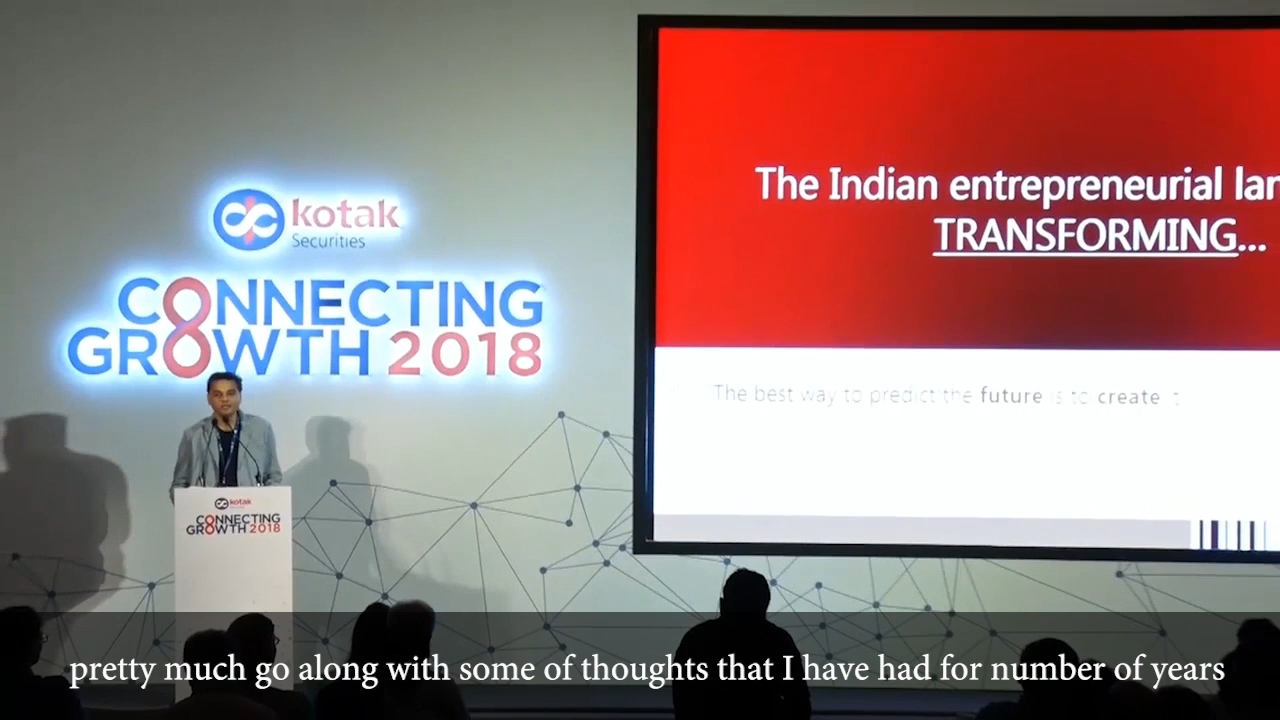 kotak
Securities
CONNECTING
GROWTH 2018
The Indian entrepreneurial lan
TRANSFORMING...
The best way to predict the future is to create it
kotak
CONNECTING
GROWTH 2018
pretty much go along with some of thoughts that I have had for number of years